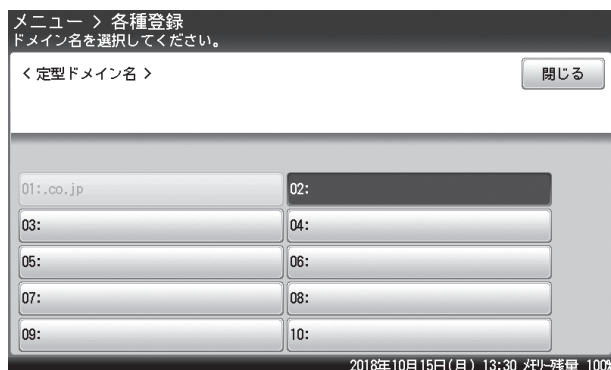 メニュー > 各種登録
ドメイン名を選択してください。
<定型ドメイン名>
閉じる
01:.co.jp
02:
03:
04:
05:
06:
07:
08:
09:
10:
2018年10月15日(月) 13:30 メモリー残量 100%